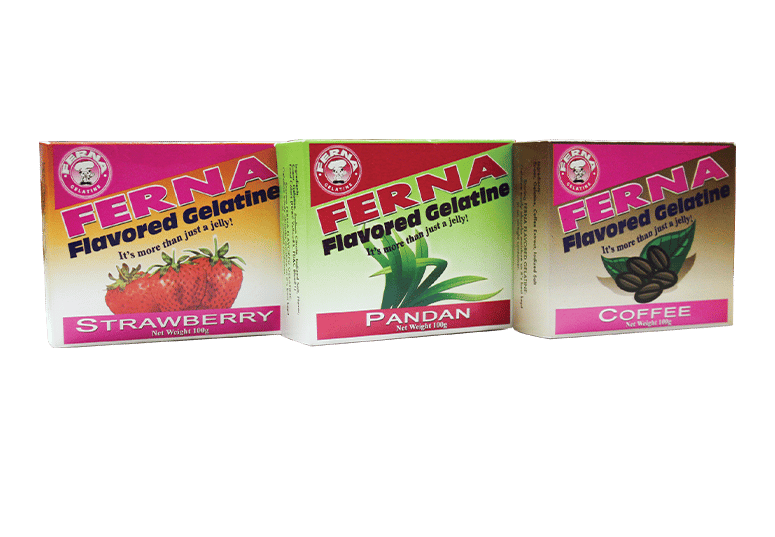 FERNA
GELATINE
FERNA
Flavored Gelatine
It's more than just a jelly!
STRAWBERRY
Net Weight 100g
FERNA
GELATINE
FERNA
Flavored Gelatine
It's more than just a jelly!
PANDAN
Net Weight 100g
FERNA
GELATINE
FERNA
Flavored Gelatine
It's more than just a jelly!
COFFEE
Net Weight 100g